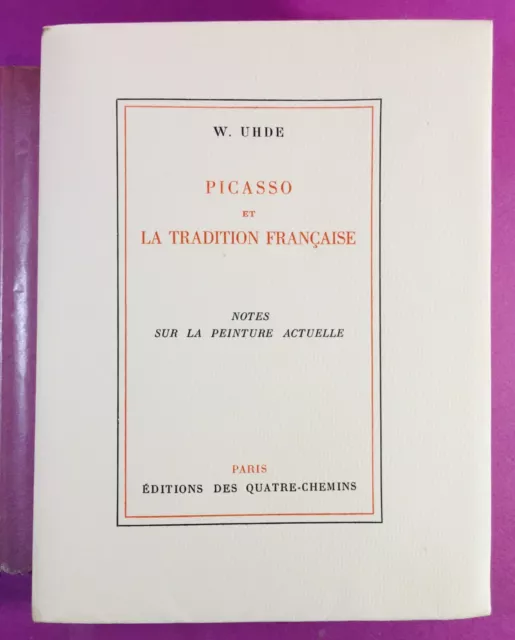 W. UHDE
PICASSO
ET
LA TRADITION FRANÇAISE
NOTES
SUR LA PEINTURE ACTUELLE
PARIS
ÉDITIONS DES QUATRE-CHEMINS